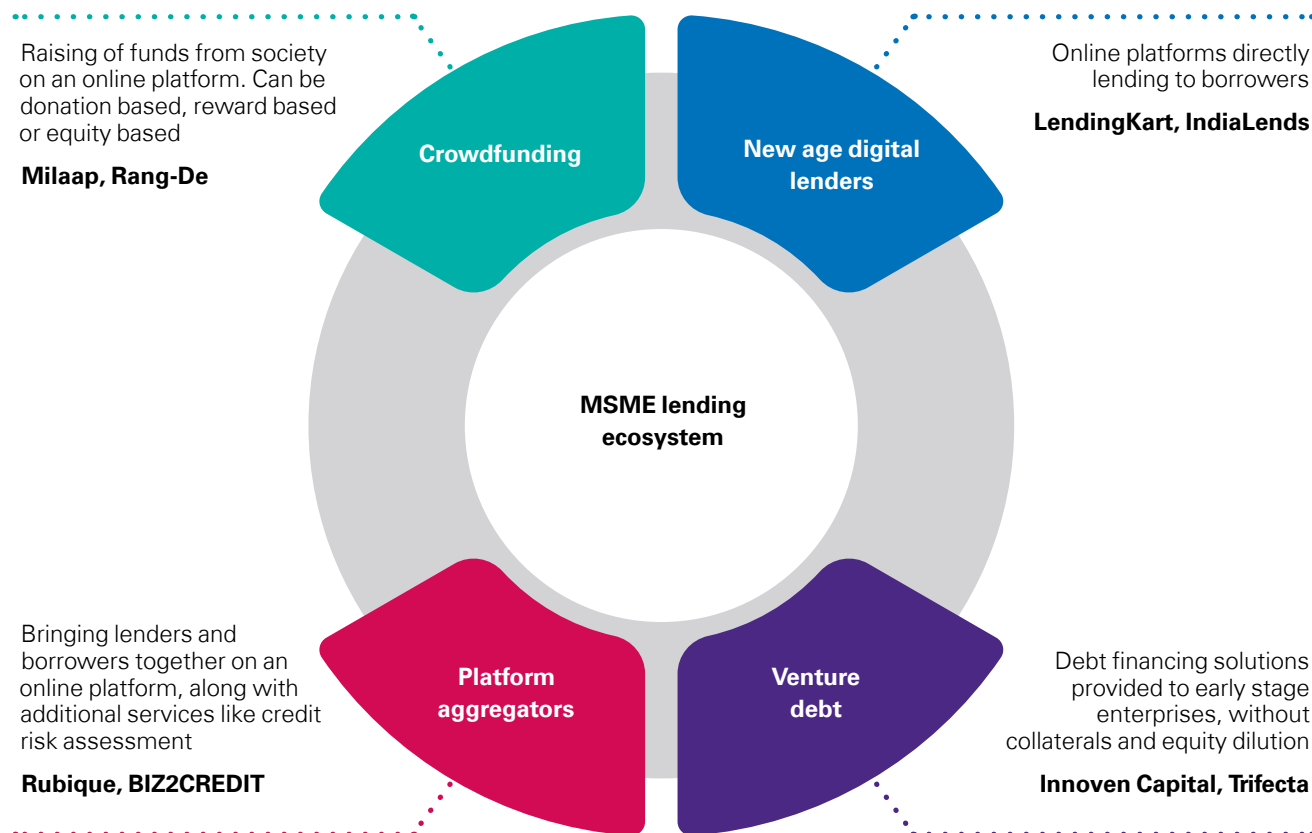 Raising of funds from society
on an online platform. Can be
donation based, reward based
or equity based
Milaap, Rang-De
Crowdfunding
New age digital
lenders
Online platforms directly
lending to borrowers
LendingKart, IndiaLends
MSME lending
ecosystem
Bringing lenders and
borrowers together on an
online platform, along with
additional services like credit
risk assessment
Rubique, BIZ2CREDIT
Platform
aggregators
Venture
debt
Debt financing solutions
provided to early stage
enterprises, without
collaterals and equity dilution
Innoven Capital, Trifecta